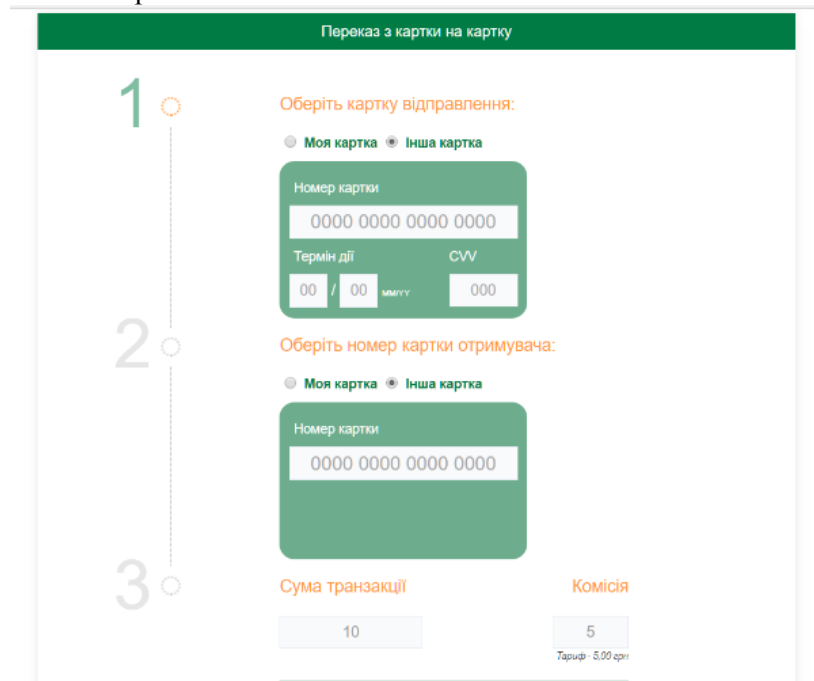 Переказ з картки на картку
1
Оберіть картку відправлення:
Моя картка Інша картка
Номер картки
0000 0000 0000 0000
Термін дії CVV
00 / 00 MM/YY 000
2
Оберіть номер картки отримувача:
Моя картка Інша картка
Номер картки
0000 0000 0000 0000
3
Сума транзакції Комісія
10 5
Тариф - 5,00 грн